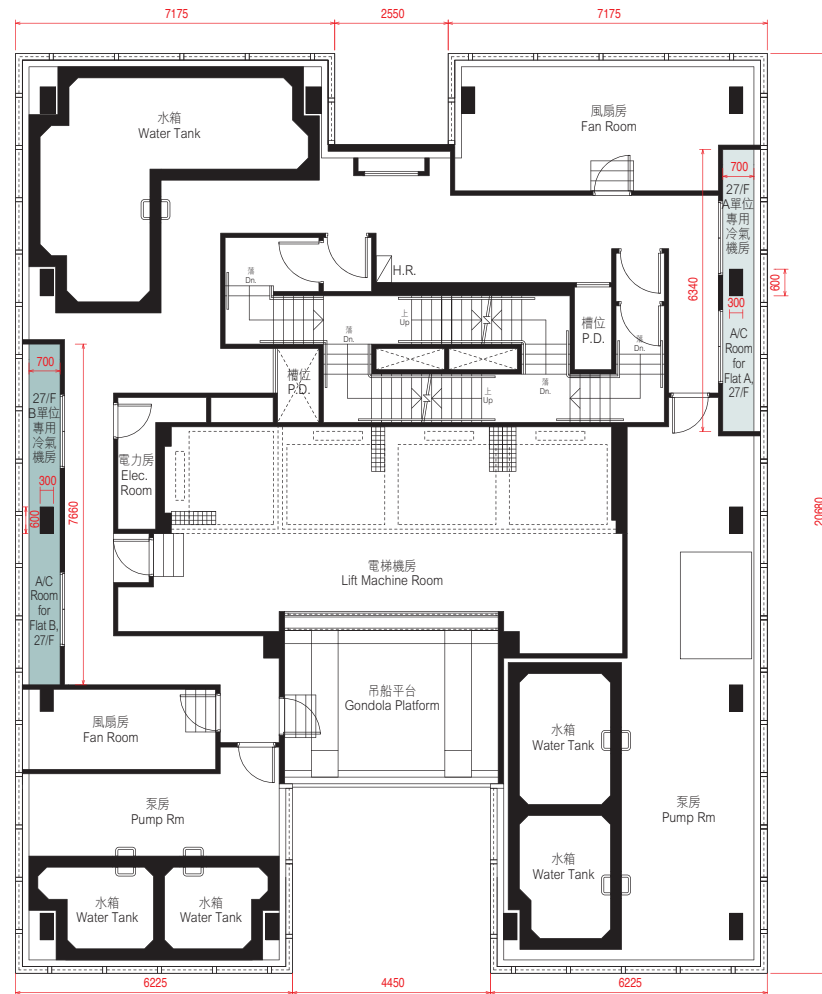 7175
2550
7175
水箱
Water Tank
風扇房
Fan Room
700
27/F
A單位
專用
冷氣
機房
6340
600
300
A/C
Room
for
Flat A,
27/F
H.R.
落
Dn.
上
Up
落
Dn.
槽位
P.D.
落
Dn.
槽位
P.D.
上
Up
落
Dn.
700
27/F
B單位
專用
冷氣
機房
300
600
7660
A/C
Room
for
Flat B,
27/F
電力房
Elec.
Room
20680
電梯機房
Lift Machine Room
吊船平台
Gondola Platform
風扇房
Fan Room
水箱
Water Tank
泵房
Pump Rm
泵房
Pump Rm
水箱
Water Tank
水箱
Water Tank
水箱
Water Tank
6225
4450
6225